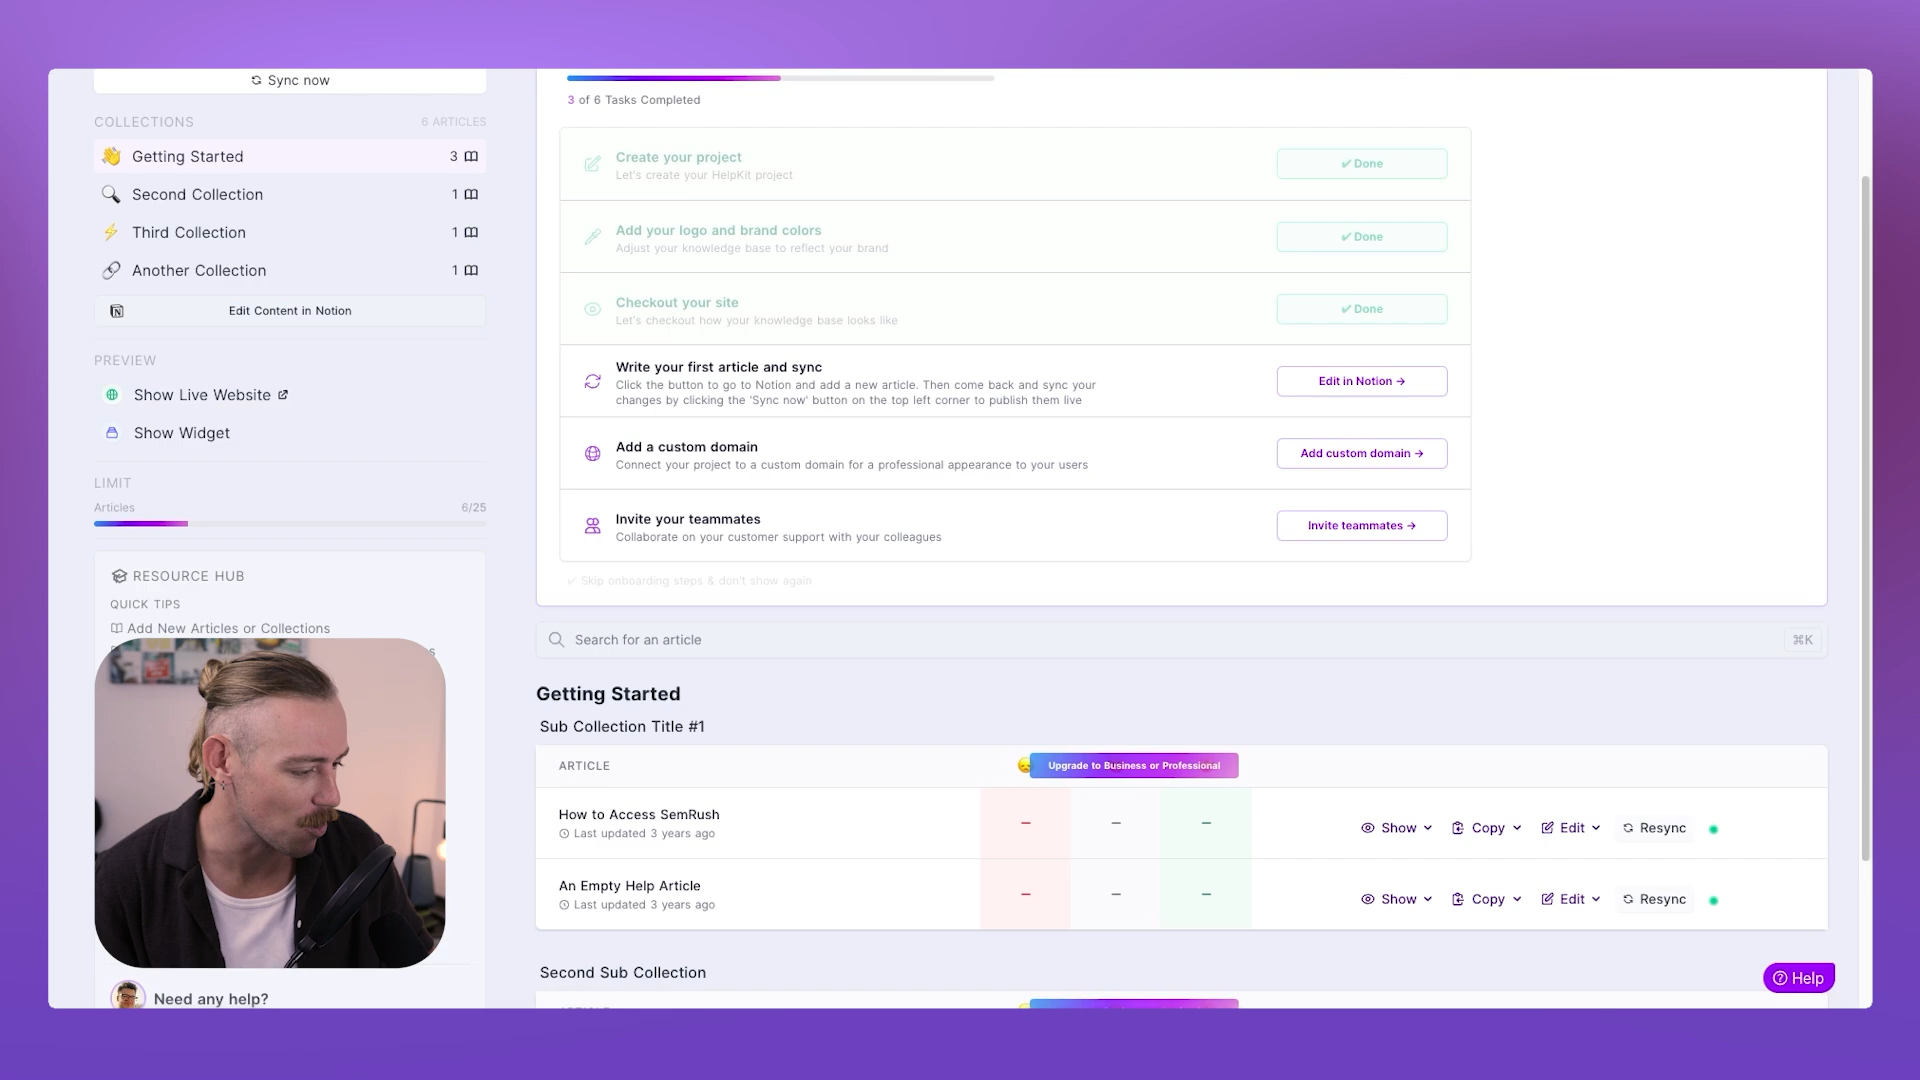 Sync now
COLLECTIONS 6 ARTICLES
Getting Started 3
Second Collection 1
Third Collection 1
Another Collection 1
Edit Content in Notion
PREVIEW
Show Live Website
Show Widget
LIMIT
Articles 6/25
RESOURCE HUB
QUICK TIPS
Add New Articles or Collections
Need any help?
3 of 6 Tasks Completed
Create your project
Let's create your HelpKit project
✓ Done
Add your logo and brand colors
Adjust your knowledge base to reflect your brand
✓ Done
Checkout your site
Let's checkout how your knowledge base looks like
✓ Done
Write your first article and sync
Click the button to go to Notion and add a new article. Then come back and sync your
changes by clicking the 'Sync now' button on the top left corner to publish them live
Edit in Notion →
Add a custom domain
Connect your project to a custom domain for a professional appearance to your users
Add custom domain →
Invite your teammates
Collaborate on your customer support with your colleagues
Invite teammates →
✓ Skip onboarding steps & don't show again
Search for an article ⌘K
Getting Started
Sub Collection Title #1
ARTICLE Upgrade to Business or Professional
How to Access SemRush
Last updated 3 years ago
– – – Show Copy Edit Resync
An Empty Help Article
Last updated 3 years ago
– – – Show Copy Edit Resync
Second Sub Collection
Help